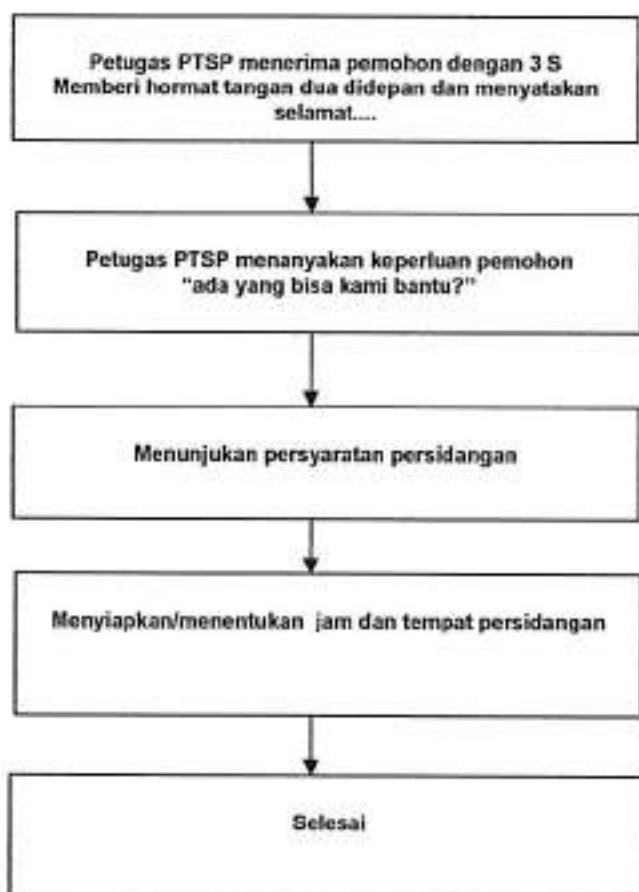 Petugas PTSP menerima pemohon dengan 3 S
Memberi hormat tangan dua didepan dan menyatakan
selamat....
Petugas PTSP menanyakan keperluan pemohon
“ada yang bisa kami bantu?”
Menunjukan persyaratan persidangan
Menyiapkan/menentukan jam dan tempat persidangan
Selesai